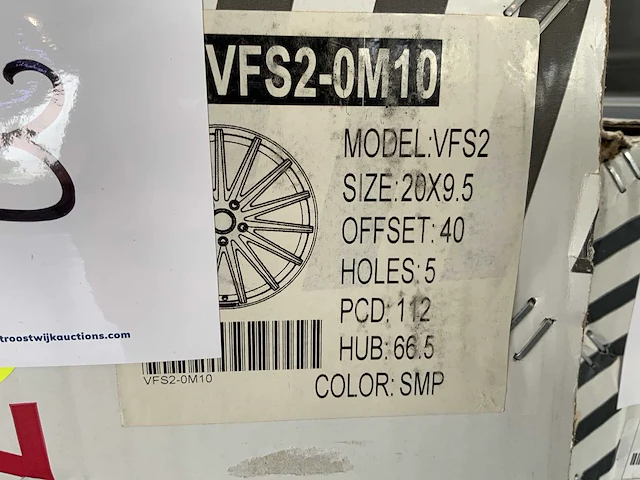 VFS2-0M10
MODEL:VFS2
SIZE:20X9.5
OFFSET:40
HOLES:5
PCD:112
HUB:66.5
COLOR:SMP
VFS2-0M10
troostwijkauctions.com